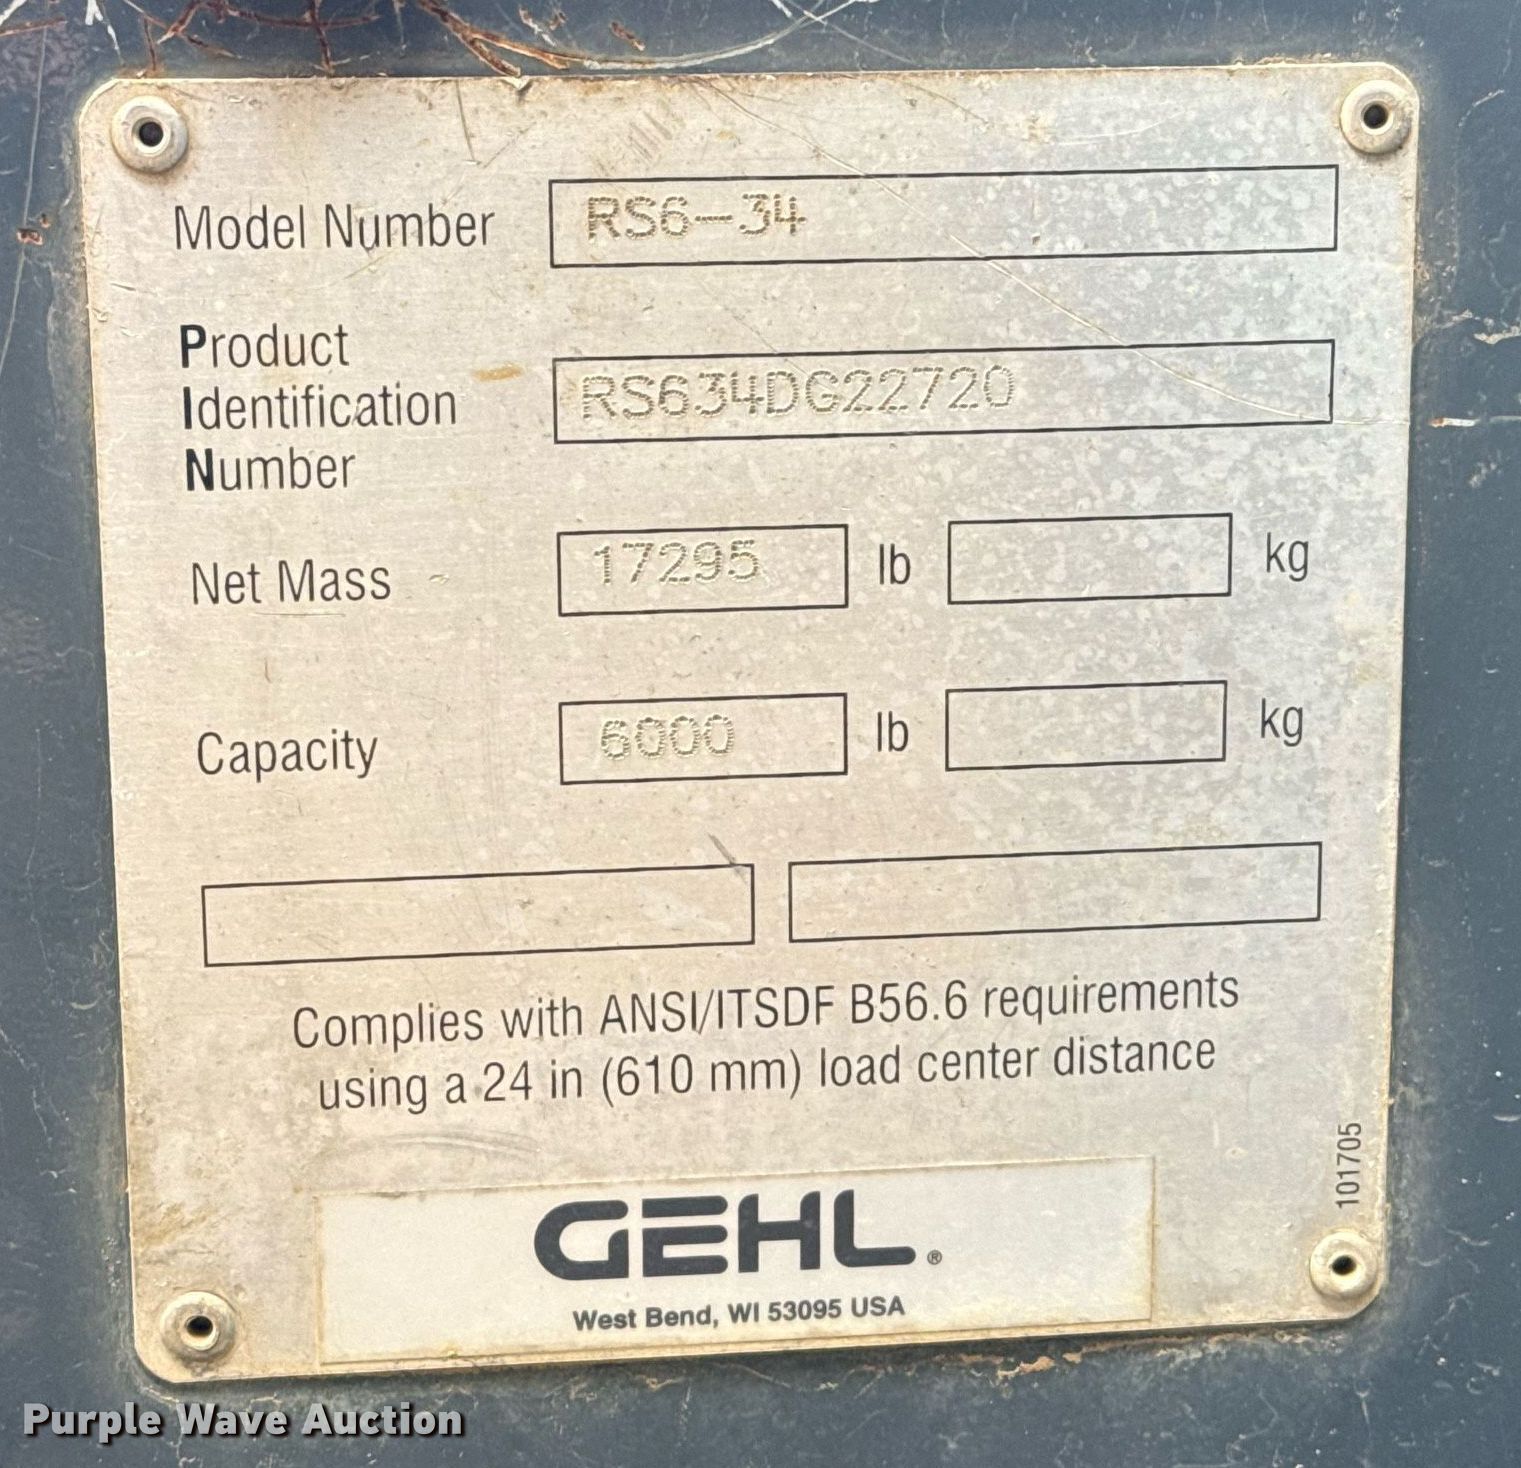 Model Number RS6-34
Product
Identification RS634DG22720
Number
Net Mass 17295 lb kg
Capacity 6000 lb kg
Complies with ANSI/ITSDF B56.6 requirements
using a 24 in (610 mm) load center distance
101705
GEHL®
West Bend, WI 53095 USA
Purple Wave Auction